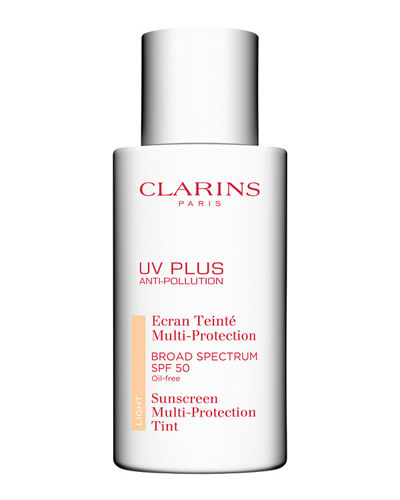 CLARINS
PARIS
UV PLUS
ANTI-POLLUTION
Ecran Teinté
Multi-Protection
BROAD SPECTRUM
SPF 50
Oil-free
LIGHT
Sunscreen
Multi-Protection
Tint